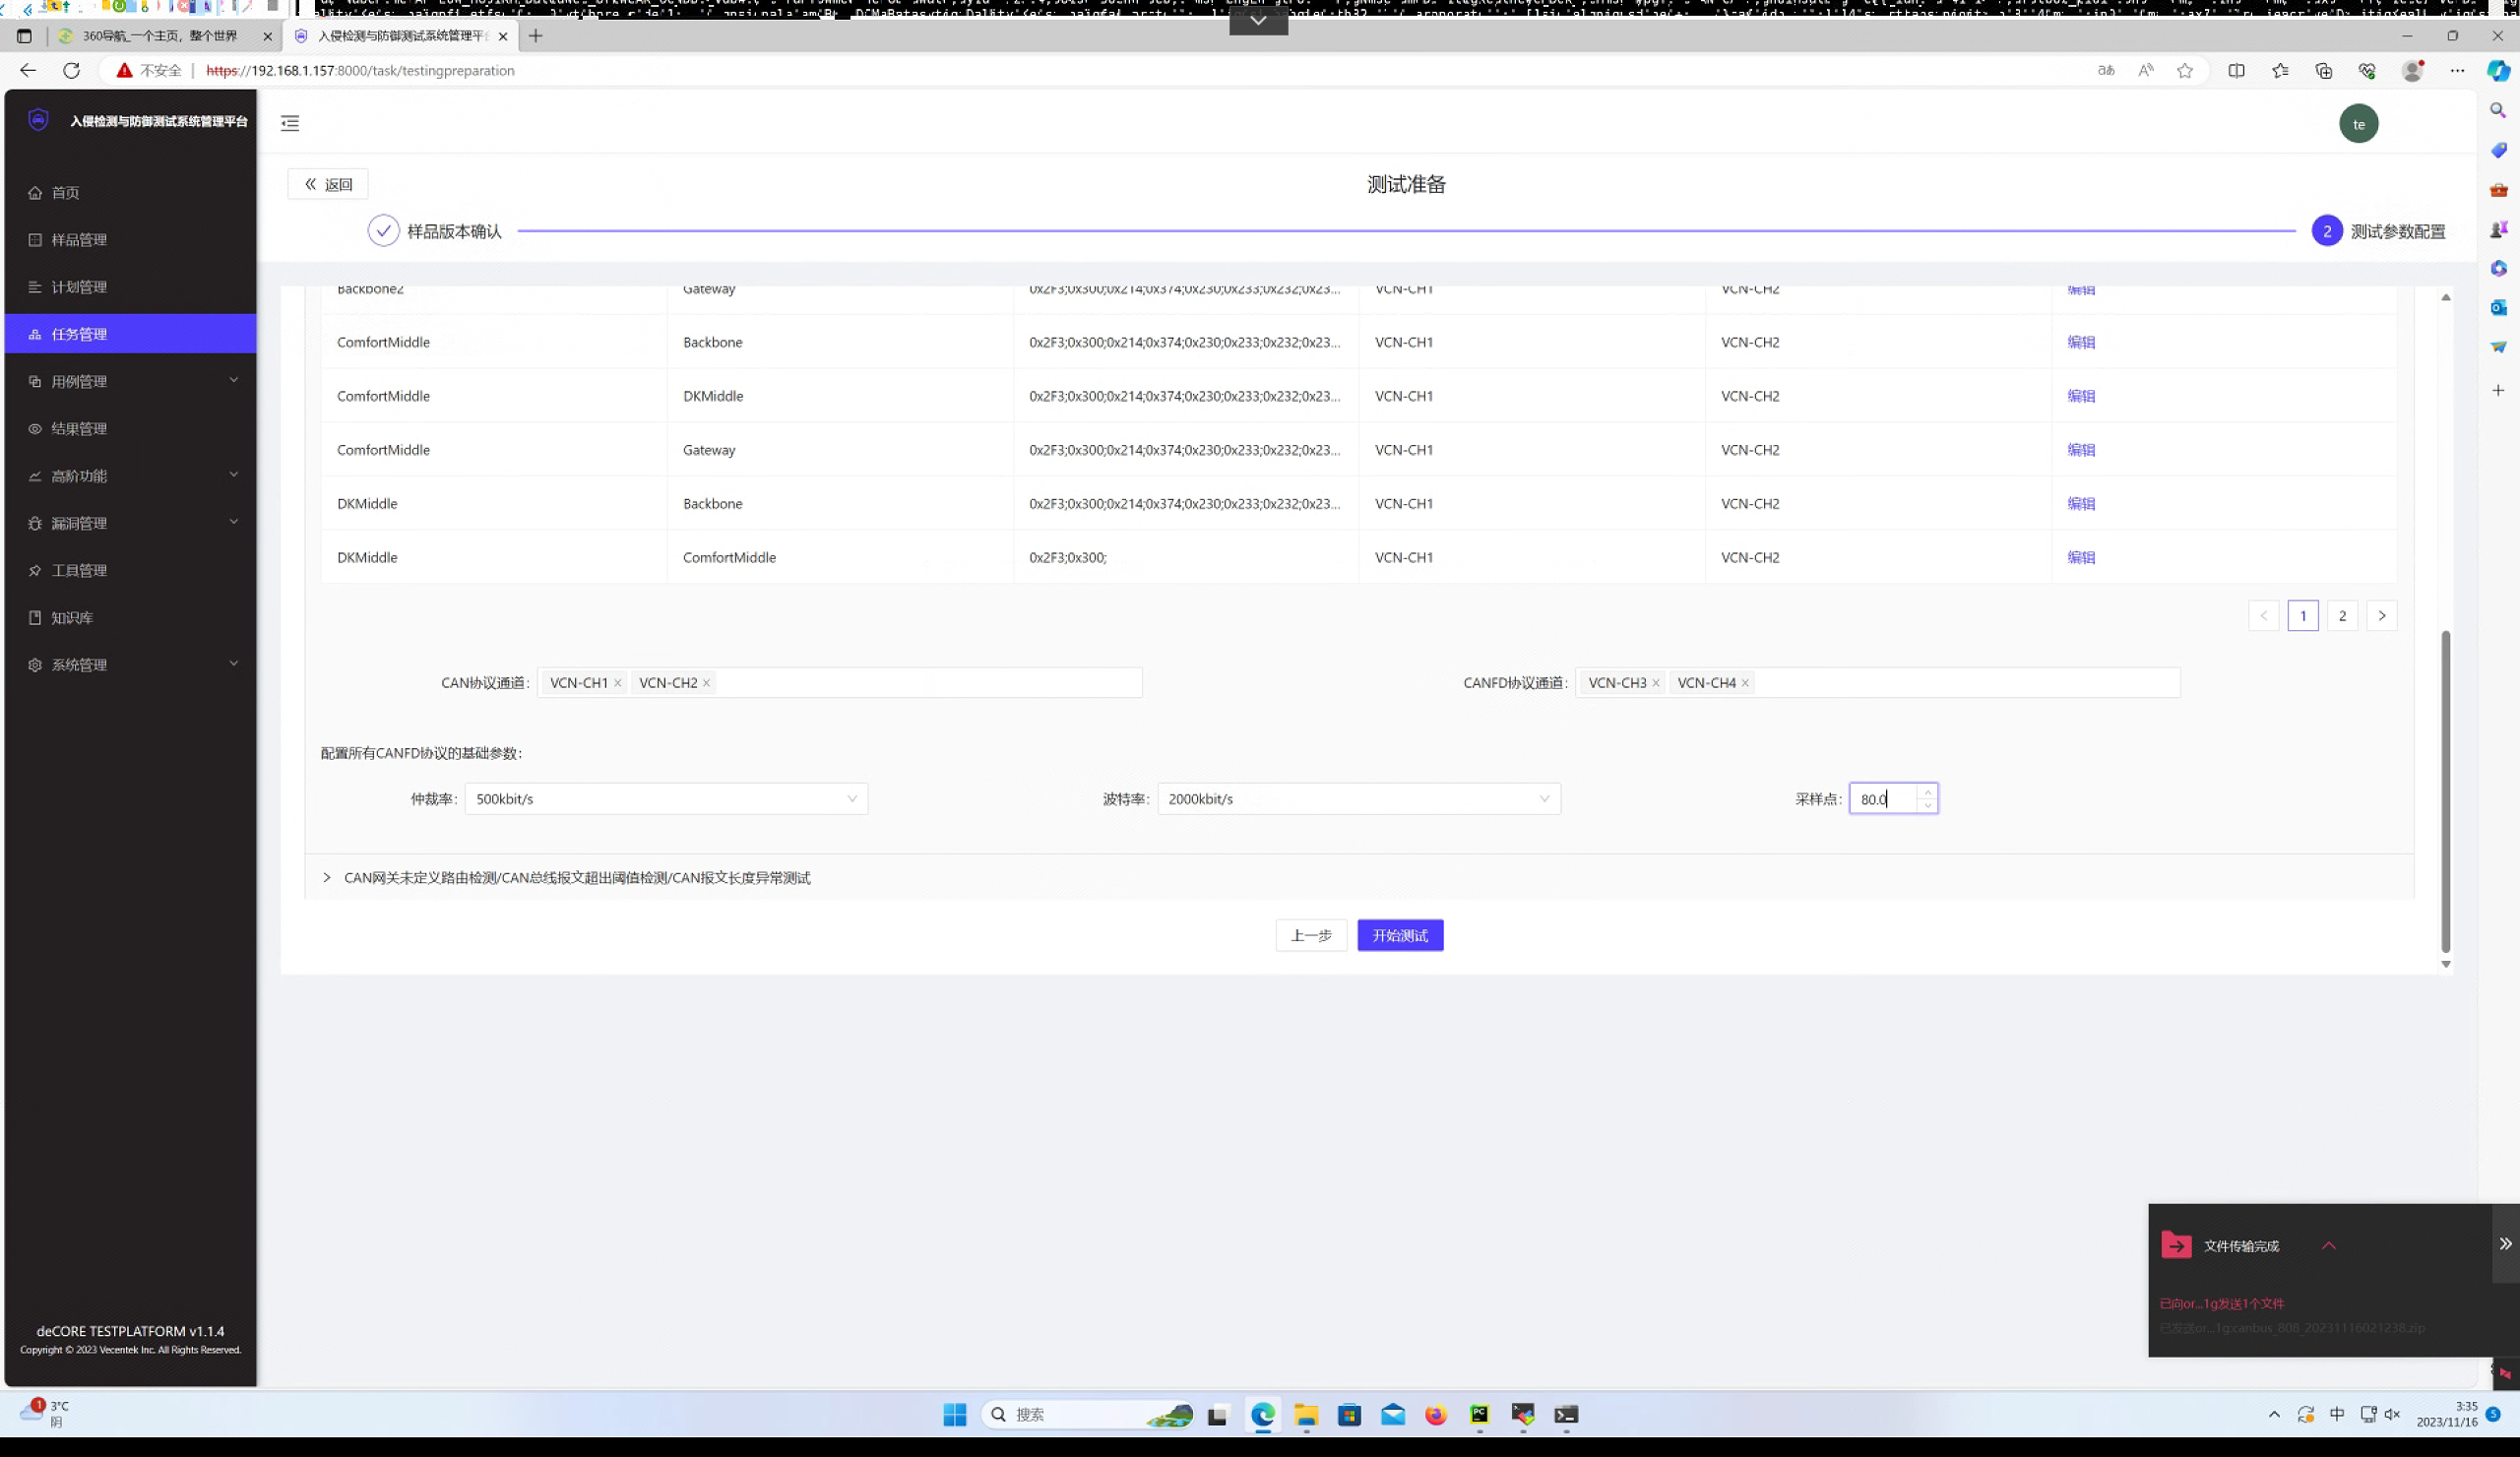 360导航_一个主页，整个世界
入侵检测与防御测试系统管理平台
不安全 https://192.168.1.157:8000/task/testingpreparation
入侵检测与防御测试系统管理平台
te
首页
样品管理
计划管理
任务管理
用例管理
结果管理
高阶功能
漏洞管理
工具管理
知识库
系统管理
deCORE TESTPLATFORM v1.1.4
Copyright © 2023 Vecentek Inc. All Rights Reserved.
返回
测试准备
样品版本确认
2 测试参数配置
Backbone2 Gateway 0x2F3;0x300;0x214;0x374;0x230;0x233;0x232;0x23... VCN-CH1 VCN-CH2 编辑
ComfortMiddle Backbone 0x2F3;0x300;0x214;0x374;0x230;0x233;0x232;0x23... VCN-CH1 VCN-CH2 编辑
ComfortMiddle DKMiddle 0x2F3;0x300;0x214;0x374;0x230;0x233;0x232;0x23... VCN-CH1 VCN-CH2 编辑
ComfortMiddle Gateway 0x2F3;0x300;0x214;0x374;0x230;0x233;0x232;0x23... VCN-CH1 VCN-CH2 编辑
DKMiddle Backbone 0x2F3;0x300;0x214;0x374;0x230;0x233;0x232;0x23... VCN-CH1 VCN-CH2 编辑
DKMiddle ComfortMiddle 0x2F3;0x300; VCN-CH1 VCN-CH2 编辑
< 1 2 >
CAN协议通道： VCN-CH1 × VCN-CH2 × CANFD协议通道： VCN-CH3 × VCN-CH4 ×
配置所有CANFD协议的基础参数：
仲裁率： 500kbit/s 波特率： 2000kbit/s 采样点： 80.0
CAN网关未定义路由检测/CAN总线报文超出阈值检测/CAN报文长度异常测试
上一步 开始测试
文件传输完成
已向or...1g发送1个文件
已发送or...1g:canbus_808_20231116021238.zip
1 3°C
阴
搜索
中
3:35
2023/11/16
5